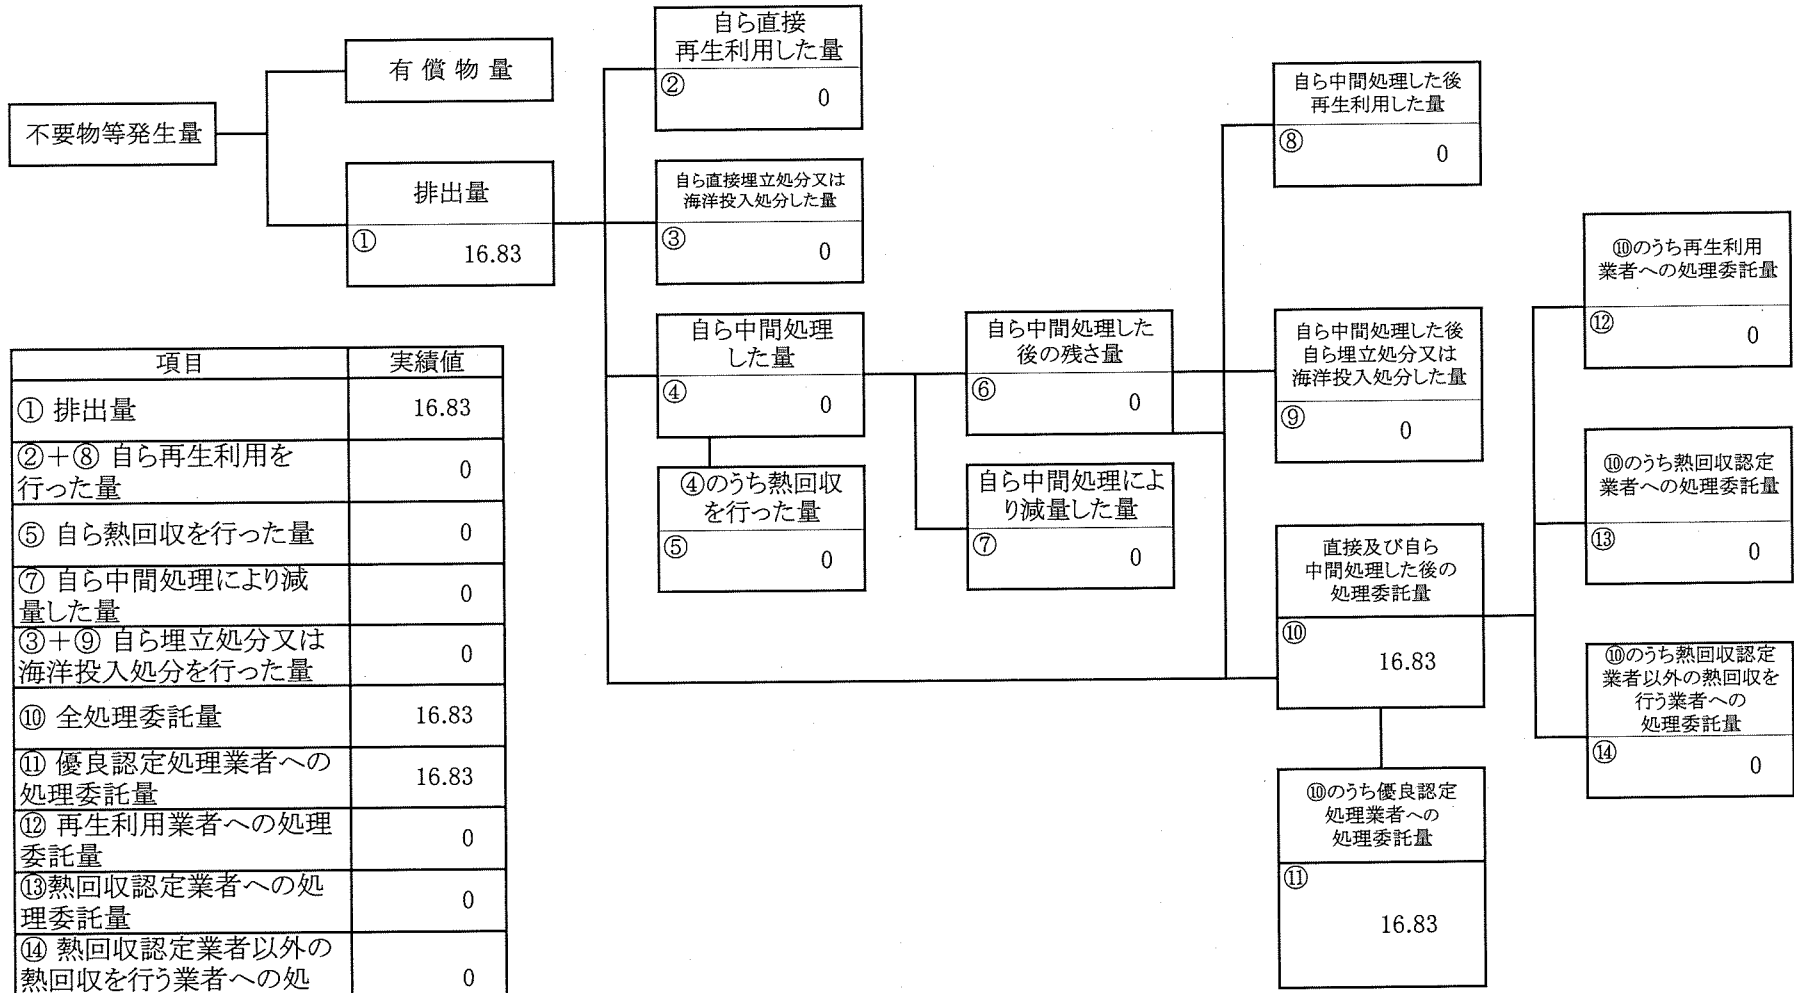 不要物等発生量
有償物量
排出量
① 16.83
自ら直接
再生利用した量
② 0
自ら直接埋立処分又は
海洋投入処分した量
③ 0
自ら中間処理
した量
④ 0
④のうち熱回収
を行った量
⑤ 0
自ら中間処理した
後の残さ量
⑥ 0
自ら中間処理によ
り減量した量
⑦ 0
自ら中間処理した後
再生利用した量
⑧ 0
自ら中間処理した後
自ら埋立処分又は
海洋投入処分した量
⑨ 0
直接及び自ら
中間処理した後の
処理委託量
⑩ 16.83
⑩のうち優良認定
処理業者への
処理委託量
⑪ 16.83
⑩のうち再生利用
業者への処理委託量
⑫ 0
⑩のうち熱回収認定
業者への処理委託量
⑬ 0
⑩のうち熱回収認定
業者以外の熱回収を
行う業者への
処理委託量
⑭ 0
項目 実績値
① 排出量 16.83
②+⑧ 自ら再生利用を
行った量 0
⑤ 自ら熱回収を行った量 0
⑦ 自ら中間処理により減
量した量 0
③+⑨ 自ら埋立処分又は
海洋投入処分を行った量 0
⑩ 全処理委託量 16.83
⑪ 優良認定処理業者への
処理委託量 16.83
⑫ 再生利用業者への処理
委託量 0
⑬熱回収認定業者への処
理委託量 0
⑭ 熱回収認定業者以外の
熱回収を行う業者への処 0